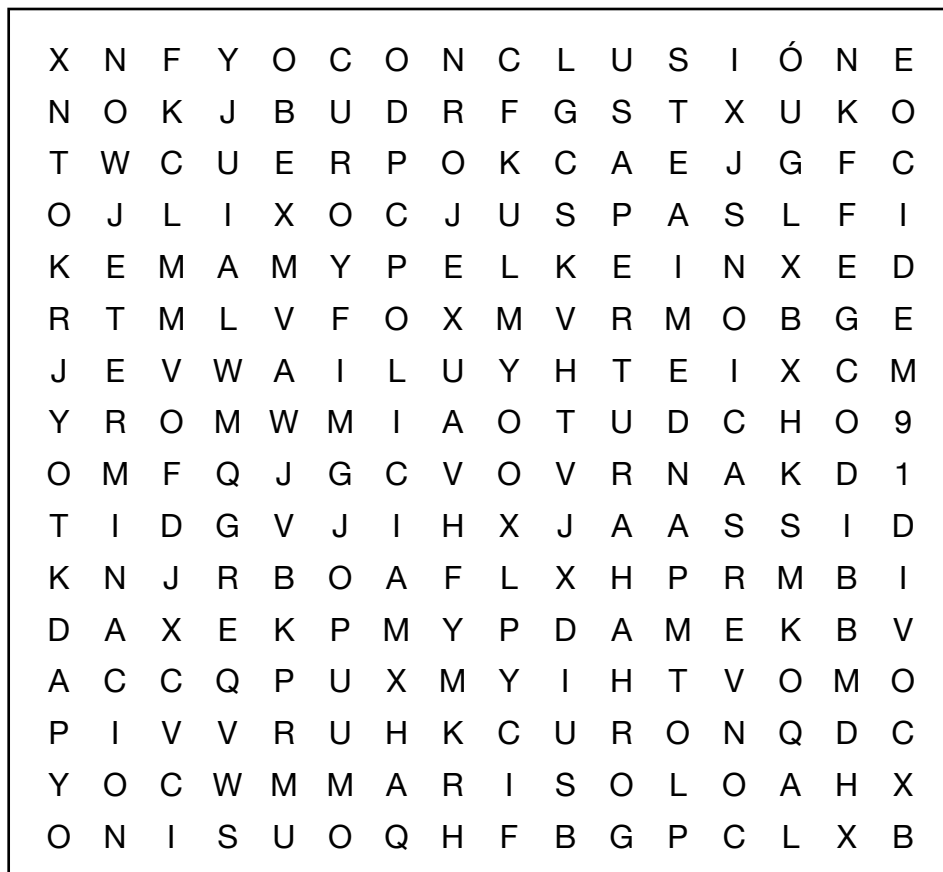 X N F Y O C O N C L U S I Ó N E
N O K J B U D R F G S T X U K O
T W C U E R P O K C A E J G F C
O J L I X O C J U S P A S L F I
K E M A M Y P E L K E I N X E D
R T M L V F O X M V R M O B G E
J E V W A I L U Y H T E I X C M
Y R O M W M I A O T U D C H O 9
O M F Q J G C V O V R N A K D 1
T I D G V J I H X J A A S S I D
K N J R B O A F L X H P R M B I
D A X E K P M Y P D A M E K B V
A C C Q P U X M Y I H T V O M O
P I V V R U H K C U R O N Q D C
Y O C W M M A R I S O L O A H X
O N I S U O Q H F B G P C L X B